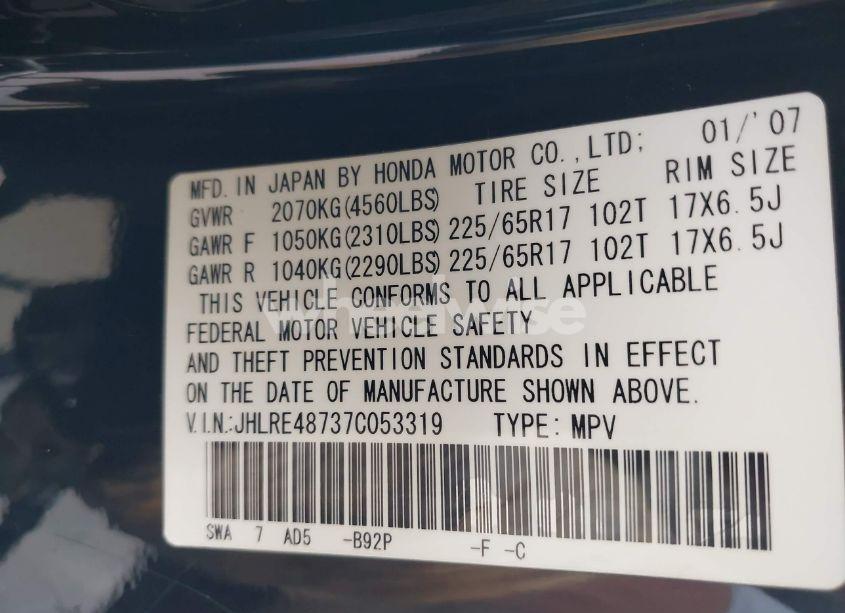 MFD. IN JAPAN BY HONDA MOTOR CO., LTD; 01/'07
GVWR 2070KG(4560LBS) TIRE SIZE RIM SIZE
GAWR F 1050KG(2310LBS) 225/65R17 102T 17X6.5J
GAWR R 1040KG(2290LBS) 225/65R17 102T 17X6.5J
THIS VEHICLE CONFORMS TO ALL APPLICABLE
FEDERAL MOTOR VEHICLE SAFETY
AND THEFT PREVENTION STANDARDS IN EFFECT
ON THE DATE OF MANUFACTURE SHOWN ABOVE.
V.I.N.:JHLRE48737C053319 TYPE: MPV
SWA 7 AD5 -B92P -F -C
wheelwise